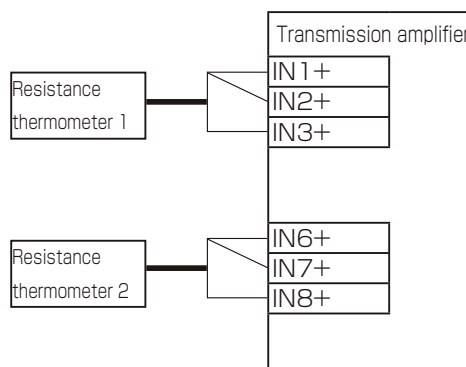 Transmission amplifier
Resistance
thermometer 1
IN1+
IN2+
IN3+
Resistance
thermometer 2
IN6+
IN7+
IN8+